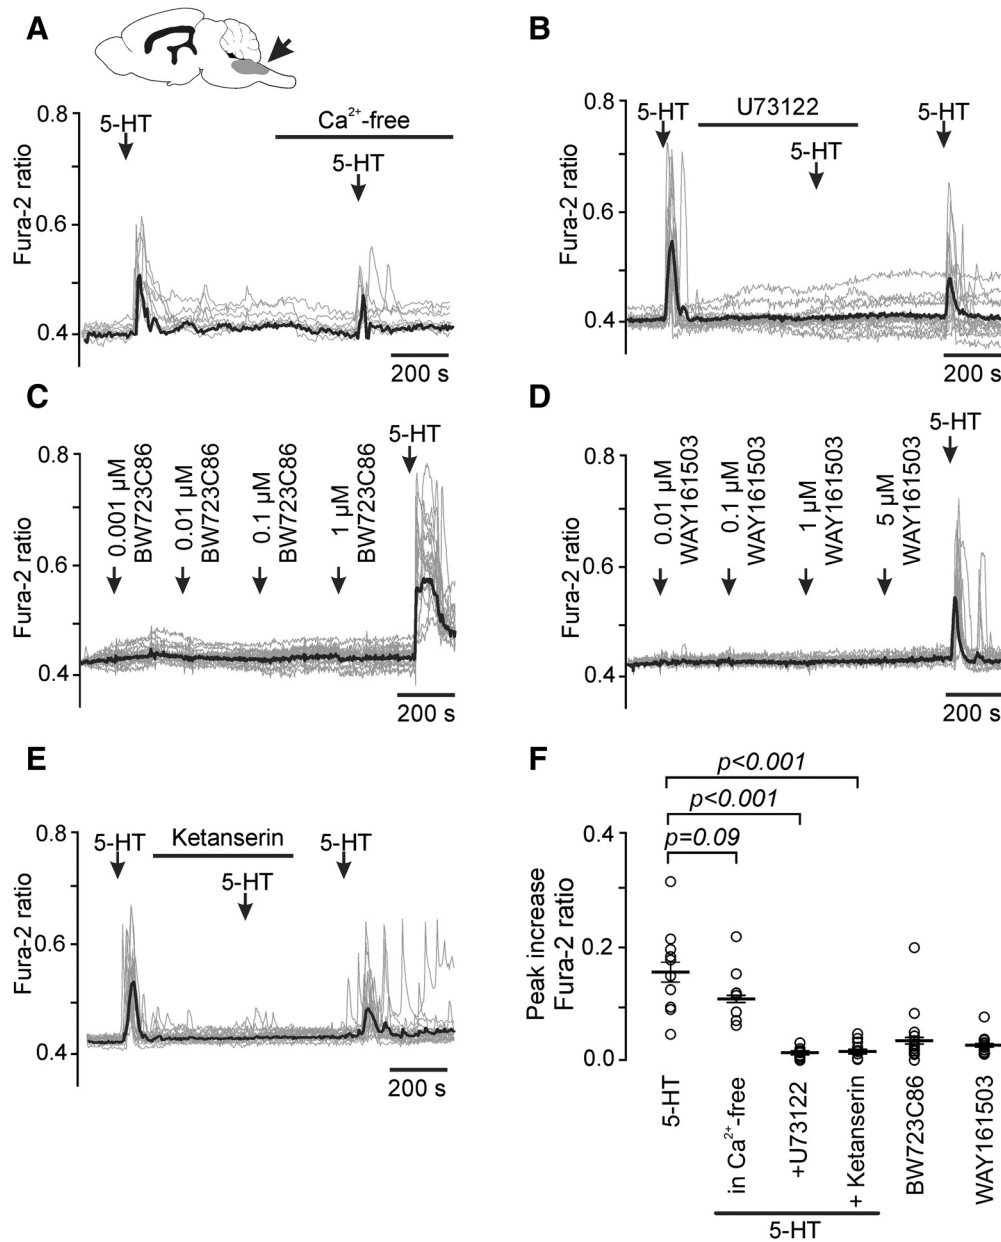 A
5-HT
Ca²⁺-free
5-HT
0.8
0.6
0.4
Fura-2 ratio
200 s
B
5-HT
U73122
5-HT
5-HT
0.8
0.6
0.4
Fura-2 ratio
200 s
C
5-HT
0.001 µM
BW723C86
0.01 µM
BW723C86
0.1 µM
BW723C86
1 µM
BW723C86
0.8
0.6
0.4
Fura-2 ratio
200 s
D
5-HT
0.01 µM
WAY161503
0.1 µM
WAY161503
1 µM
WAY161503
5 µM
WAY161503
0.8
0.6
0.4
Fura-2 ratio
200 s
E
5-HT
Ketanserin
5-HT
5-HT
0.8
0.6
0.4
Fura-2 ratio
200 s
F
p<0.001
p<0.001
p=0.09
0.4
0.2
0.0
Peak increase
Fura-2 ratio
5-HT
in Ca²⁺-free
+U73122
+ Ketanserin
BW723C86
WAY161503
5-HT